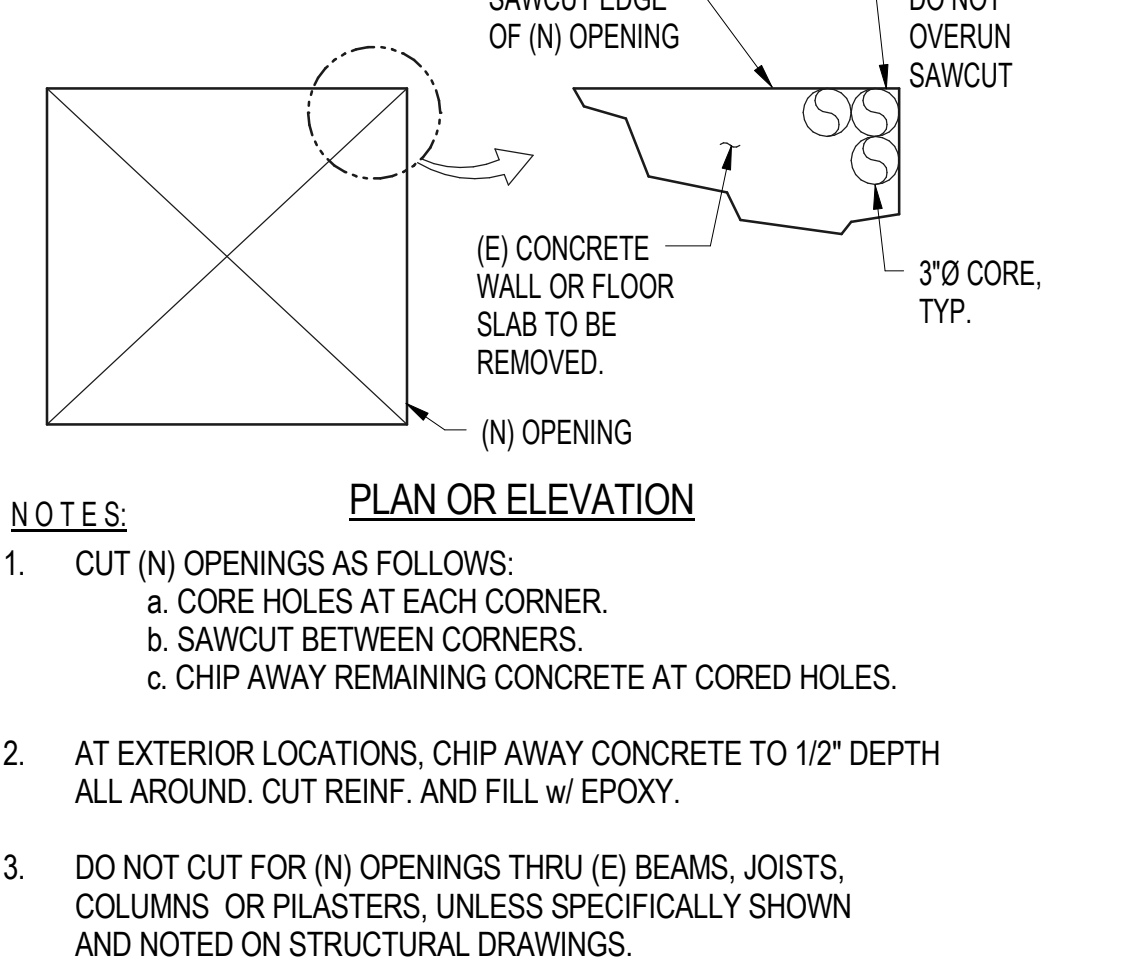 SAWCUT EDGE
OF (N) OPENING
DO NOT
OVERUN
SAWCUT
(E) CONCRETE
WALL OR FLOOR
SLAB TO BE
REMOVED.
3"Ø CORE,
TYP.
(N) OPENING
PLAN OR ELEVATION
NOTES:
1. CUT (N) OPENINGS AS FOLLOWS:
a. CORE HOLES AT EACH CORNER.
b. SAWCUT BETWEEN CORNERS.
c. CHIP AWAY REMAINING CONCRETE AT CORED HOLES.
2. AT EXTERIOR LOCATIONS, CHIP AWAY CONCRETE TO 1/2" DEPTH
ALL AROUND. CUT REINF. AND FILL w/ EPOXY.
3. DO NOT CUT FOR (N) OPENINGS THRU (E) BEAMS, JOISTS,
COLUMNS OR PILASTERS, UNLESS SPECIFICALLY SHOWN
AND NOTED ON STRUCTURAL DRAWINGS.